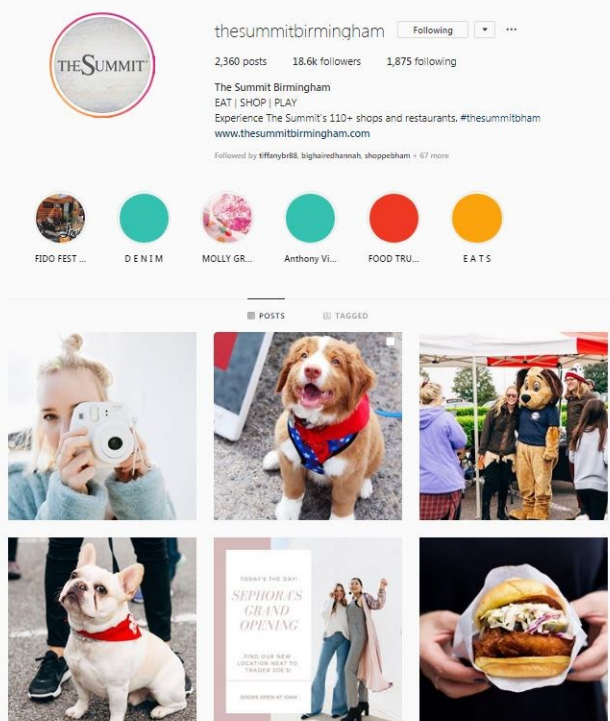 THE SUMMIT
thesummitbirmingham Following
2,360 posts 18.6k followers 1,875 following
The Summit Birmingham
EAT | SHOP | PLAY
Experience The Summit's 110+ shops and restaurants. #thesummitbham
www.thesummitbirmingham.com
Followed by tiffanybr88, bighairedhannah, shoppebham + 67 more
FIDO FEST ... D E N I M MOLLY GR... Anthony Vi... FOOD TRU... E A T S
POSTS TAGGED
TODAY'S THE DAY!
SEPHORA'S
GRAND
OPENING
FIND OUR NEW
LOCATION NEXT TO
TRADER JOE'S!
DOORS OPEN AT 10AM